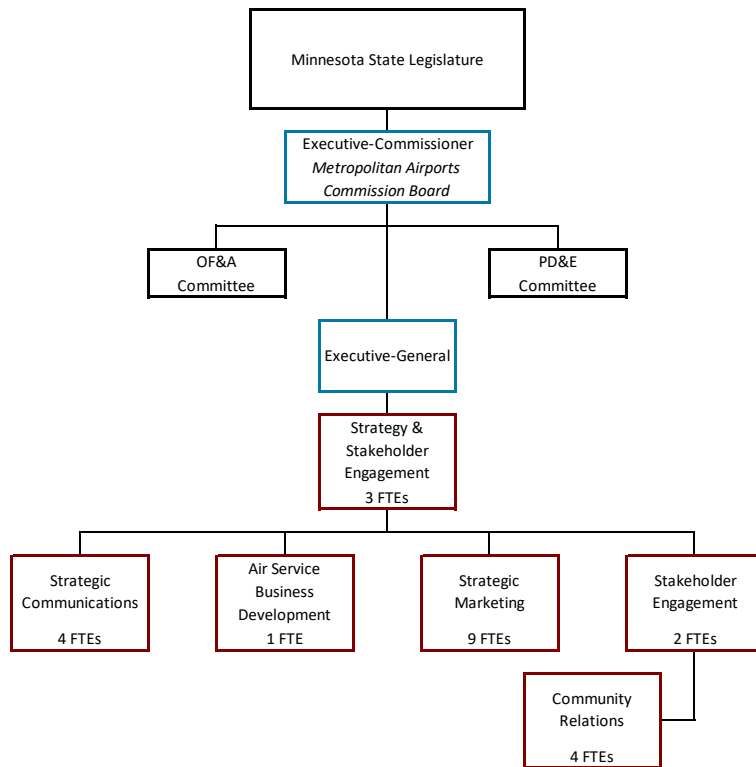 Minnesota State Legislature
Executive-Commissioner
Metropolitan Airports
Commission Board
OF&A
Committee
PD&E
Committee
Executive-General
Strategy &
Stakeholder
Engagement
3 FTEs
Strategic
Communications
4 FTEs
Air Service
Business
Development
1 FTE
Strategic
Marketing
9 FTEs
Stakeholder
Engagement
2 FTEs
Community
Relations
4 FTEs